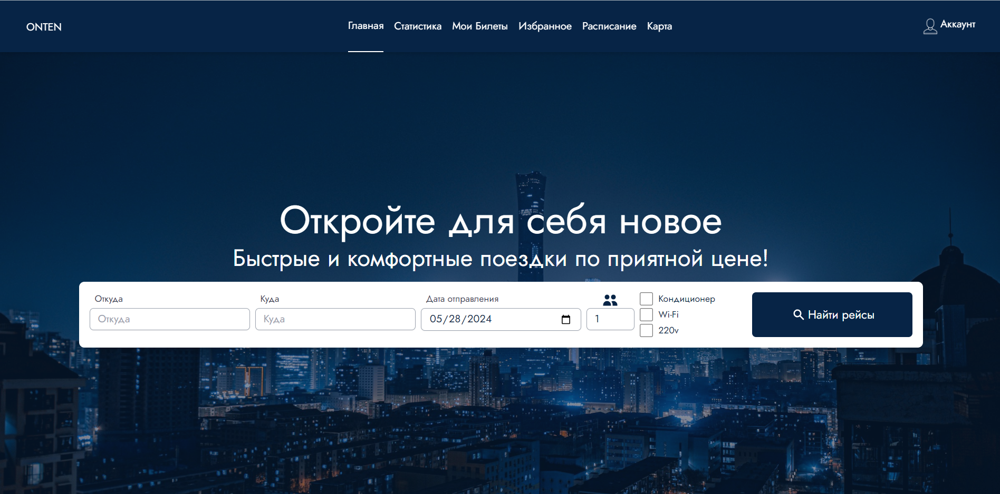 ONTEN
Главная Статистика Мои Билеты Избранное Расписание Карта
Аккаунт
Откройте для себя новое
Быстрые и комфортные поездки по приятной цене!
Откуда
Откуда
Куда
Куда
Дата отправления
05/28/2024
1
Кондиционер
Wi-Fi
220v
Найти рейсы